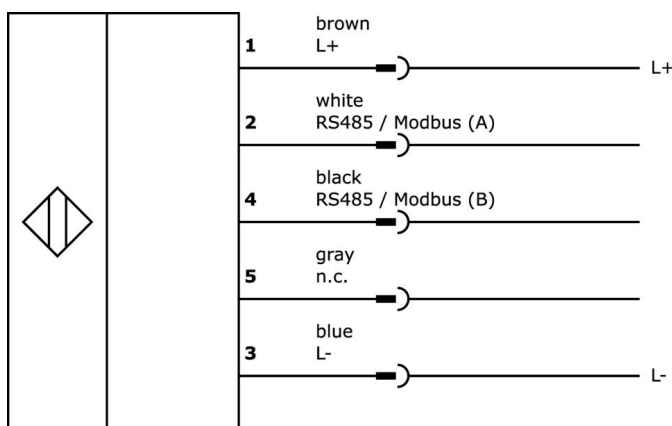 brown
1 L+ L+
white
2 RS485 / Modbus (A)
black
4 RS485 / Modbus (B)
gray
5 n.c.
blue
3 L- L-